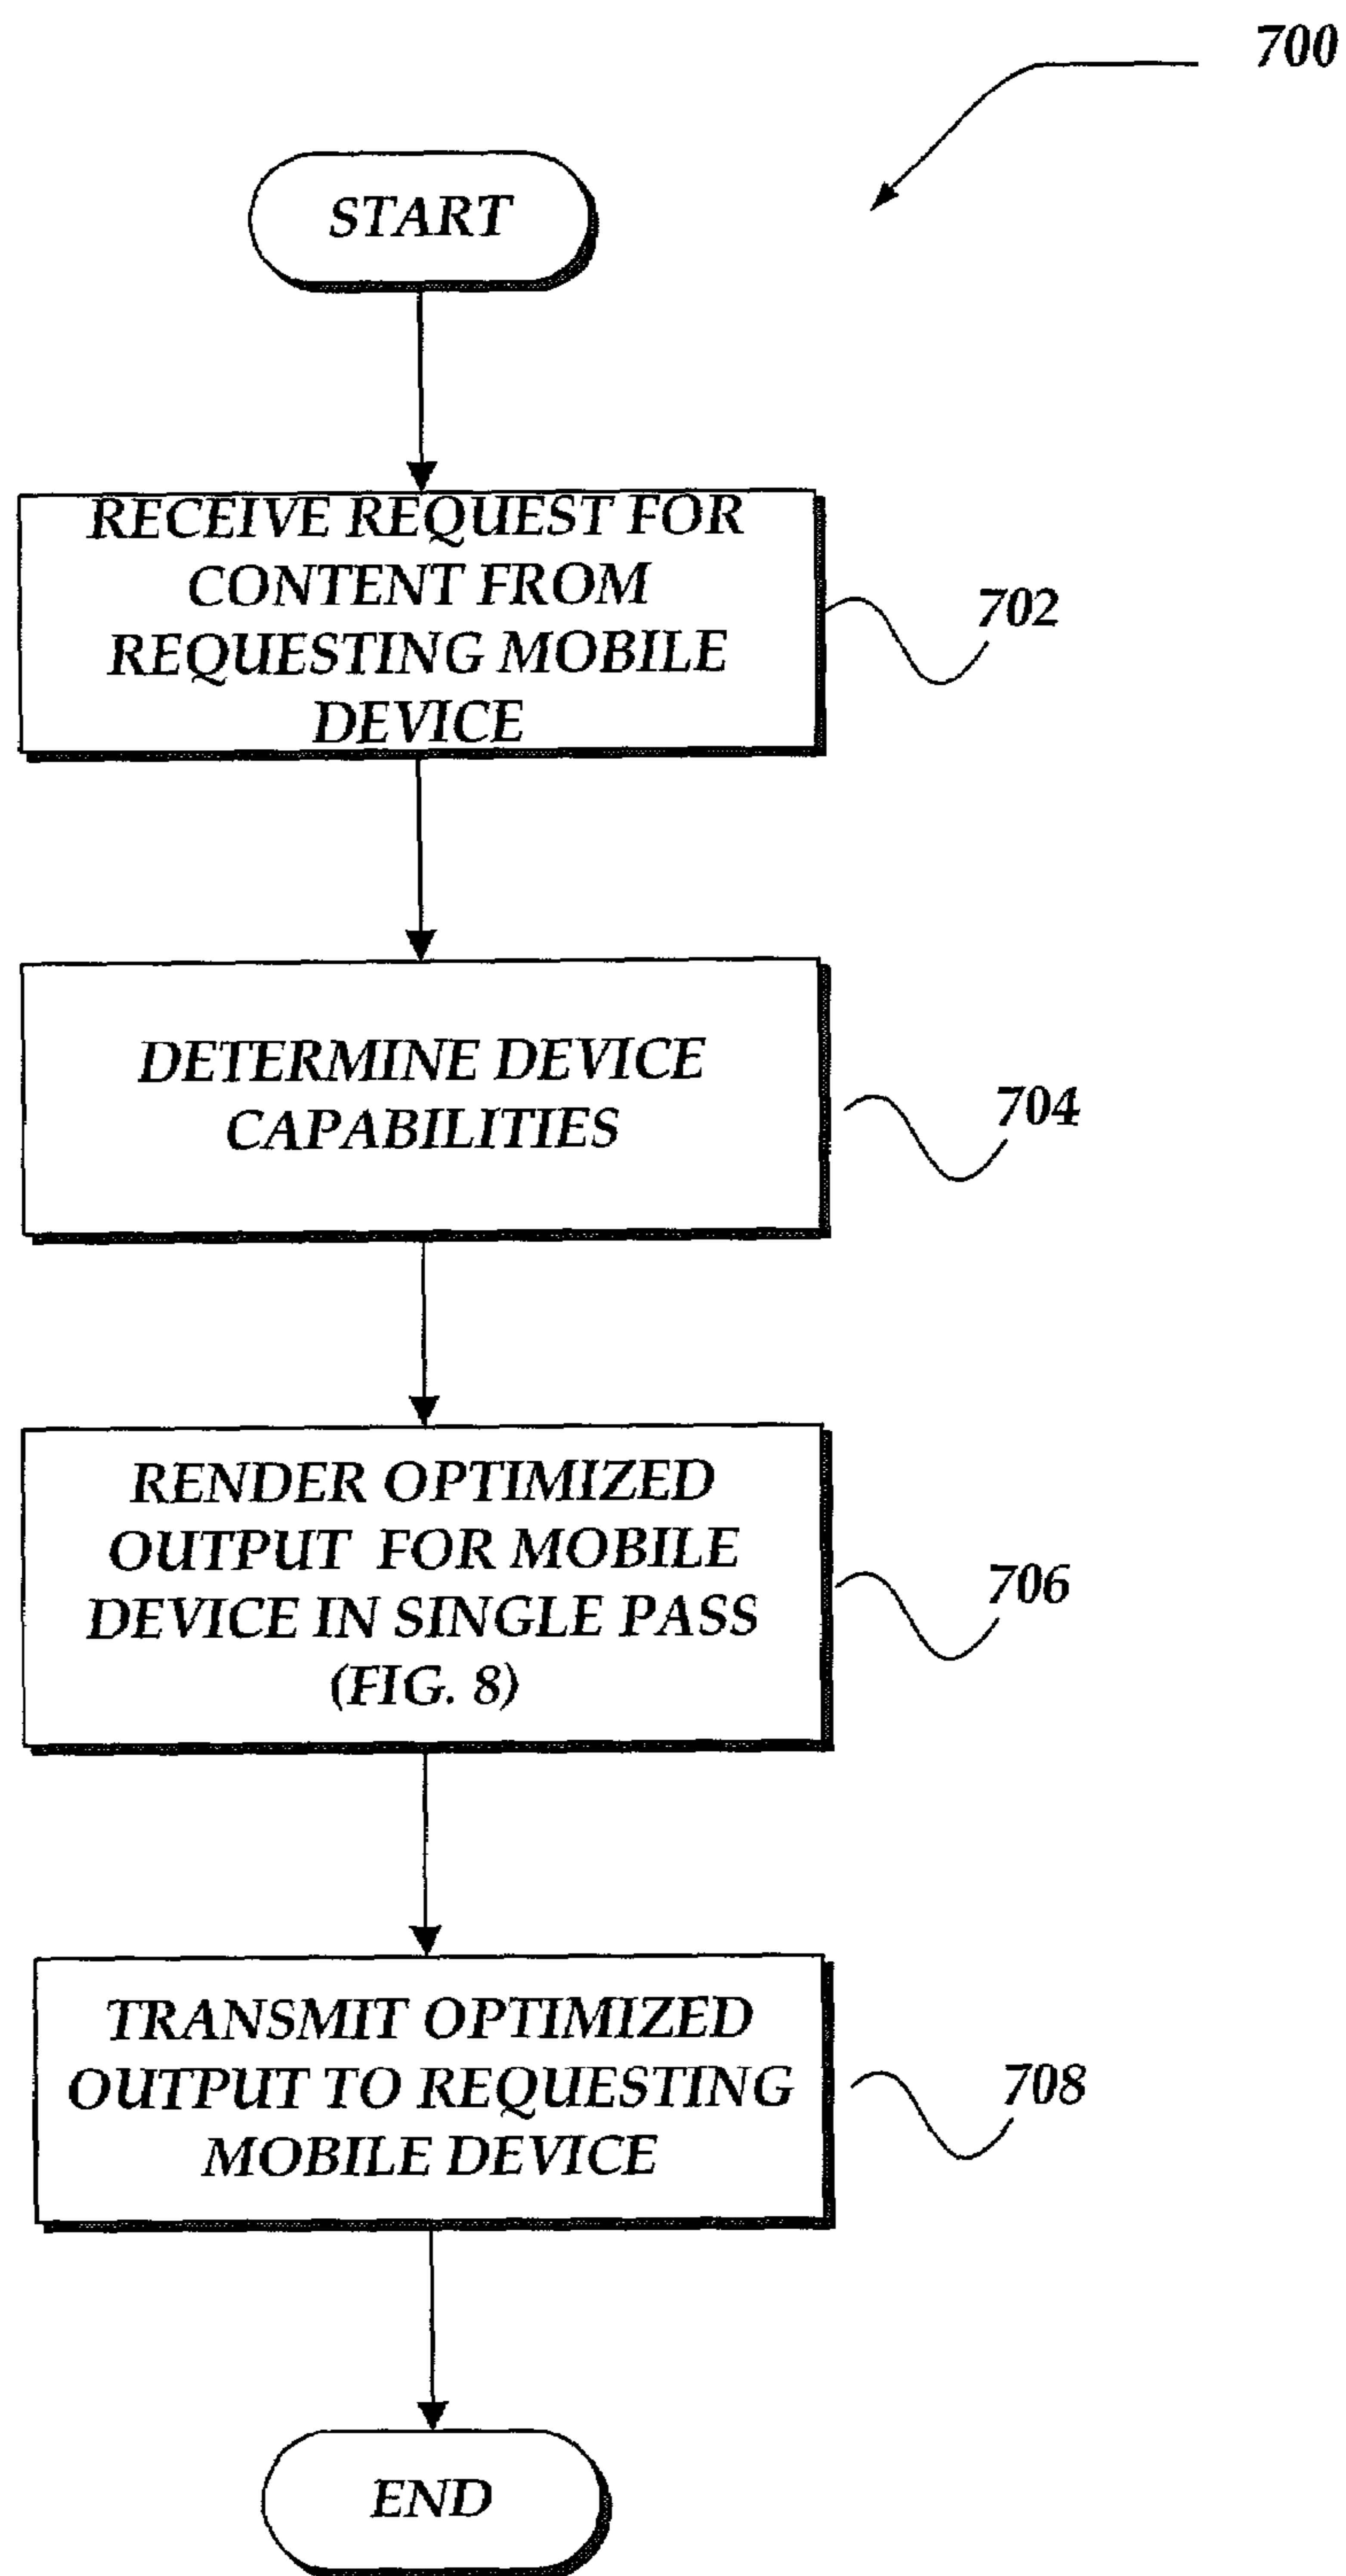 700
START
RECEIVE REQUEST FOR
CONTENT FROM
REQUESTING MOBILE
DEVICE
702
DETERMINE DEVICE
CAPABILITIES
704
RENDER OPTIMIZED
OUTPUT FOR MOBILE
DEVICE IN SINGLE PASS
(FIG. 8)
706
TRANSMIT OPTIMIZED
OUTPUT TO REQUESTING
MOBILE DEVICE
708
END